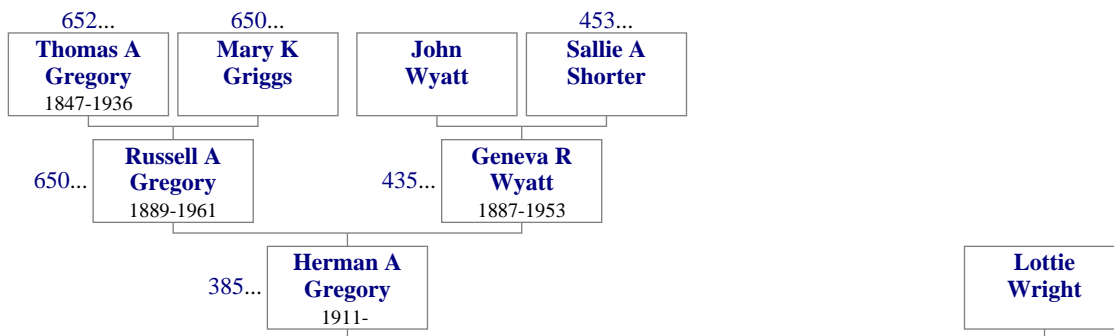 652...
650...
453...
Thomas A
Gregory
1847-1936
Mary K
Griggs
John
Wyatt
Sallie A
Shorter
650...
Russell A
Gregory
1889-1961
435...
Geneva R
Wyatt
1887-1953
385...
Herman A
Gregory
1911-
Lottie
Wright